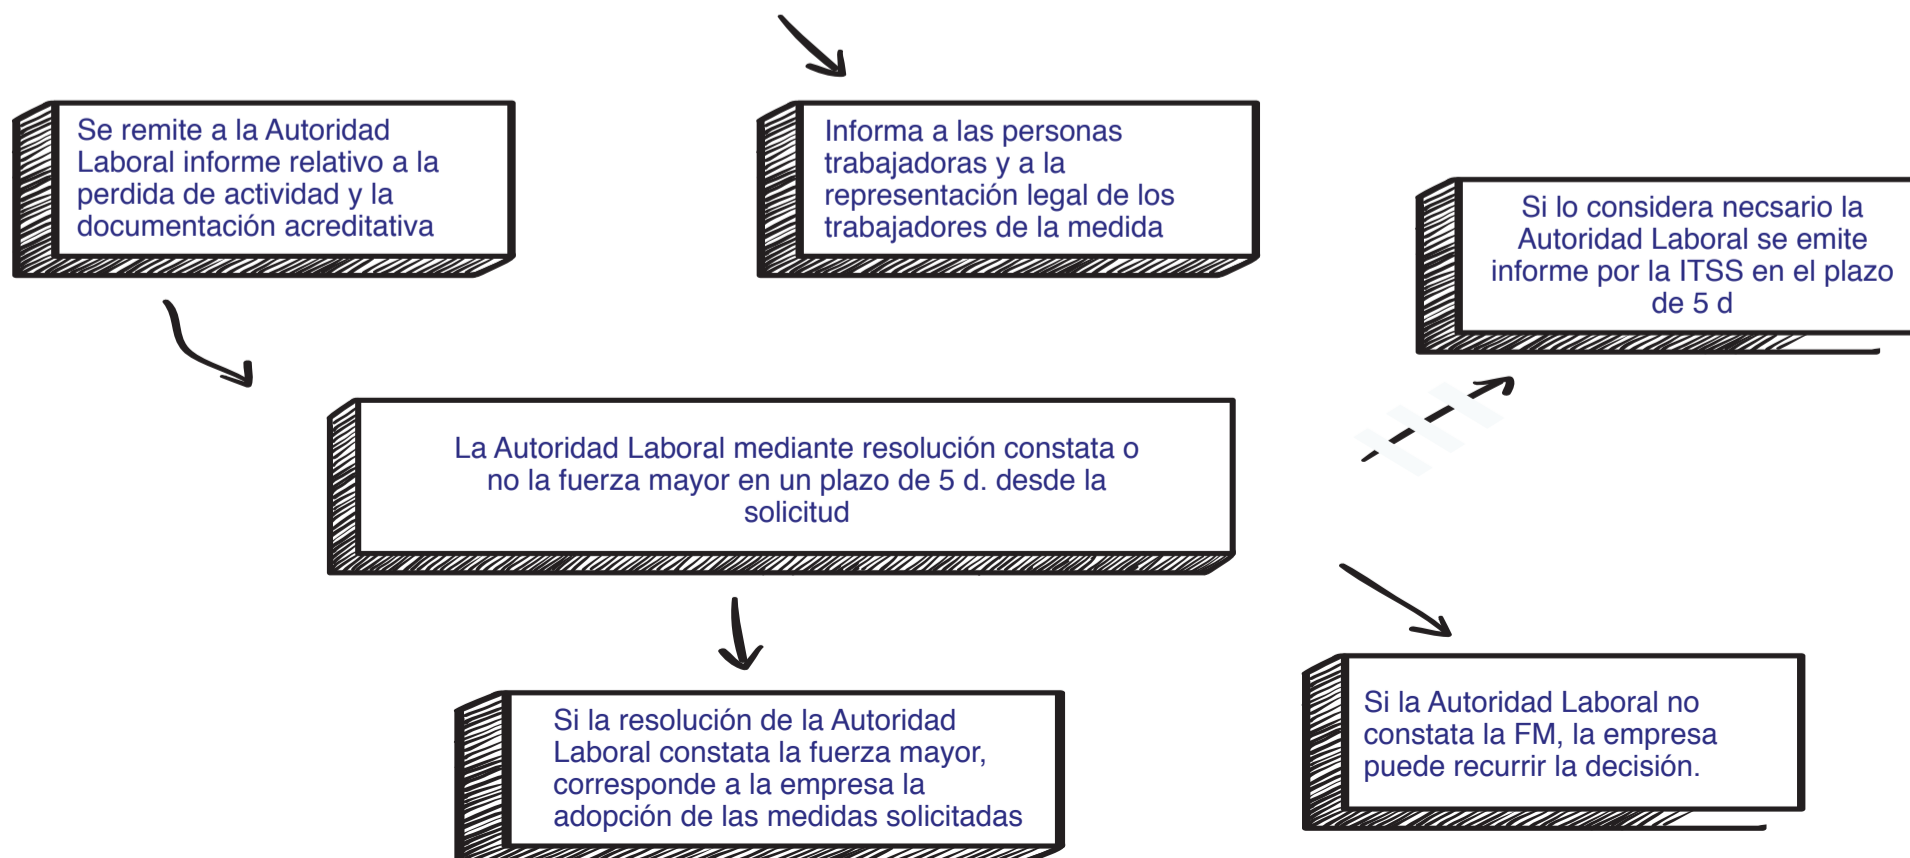 Se remite a la Autoridad
Laboral informe relativo a la
perdida de actividad y la
documentación acreditativa
Informa a las personas
trabajadoras y a la
representación legal de los
trabajadores de la medida
Si lo considera necsario la
Autoridad Laboral se emite
informe por la ITSS en el plazo
de 5 d
La Autoridad Laboral mediante resolución constata o
no la fuerza mayor en un plazo de 5 d. desde la
solicitud
Si la resolución de la Autoridad
Laboral constata la fuerza mayor,
corresponde a la empresa la
adopción de las medidas solicitadas
Si la Autoridad Laboral no
constata la FM, la empresa
puede recurrir la decisión.